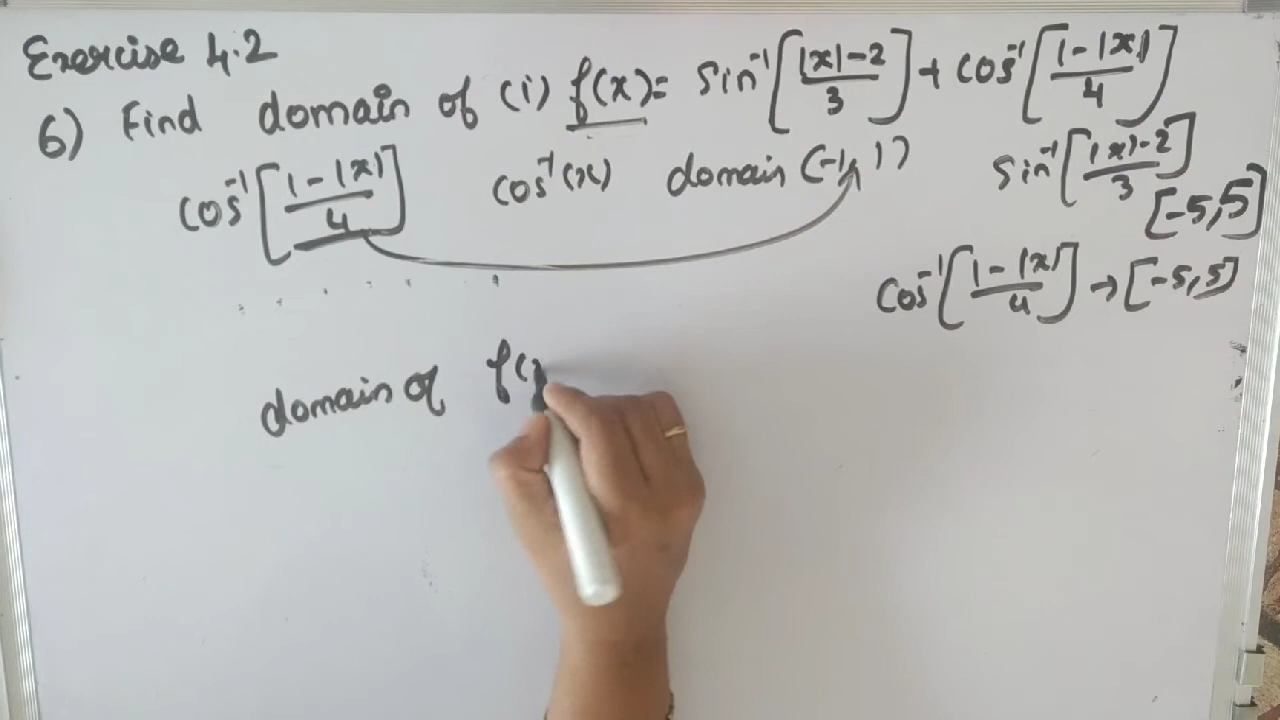 Exercise 4.2
6) Find domain of (i) f(x) = sin⁻¹[(|x|-2)/3] + cos⁻¹[(1-|x|)/4]
cos⁻¹[(1-|x|)/4] cos⁻¹(x) domain (-1, 1)
sin⁻¹[(|x|-2)/3]
[-5,5]
cos⁻¹[(1-|x|)/4] → [-5,5]
domain of f(